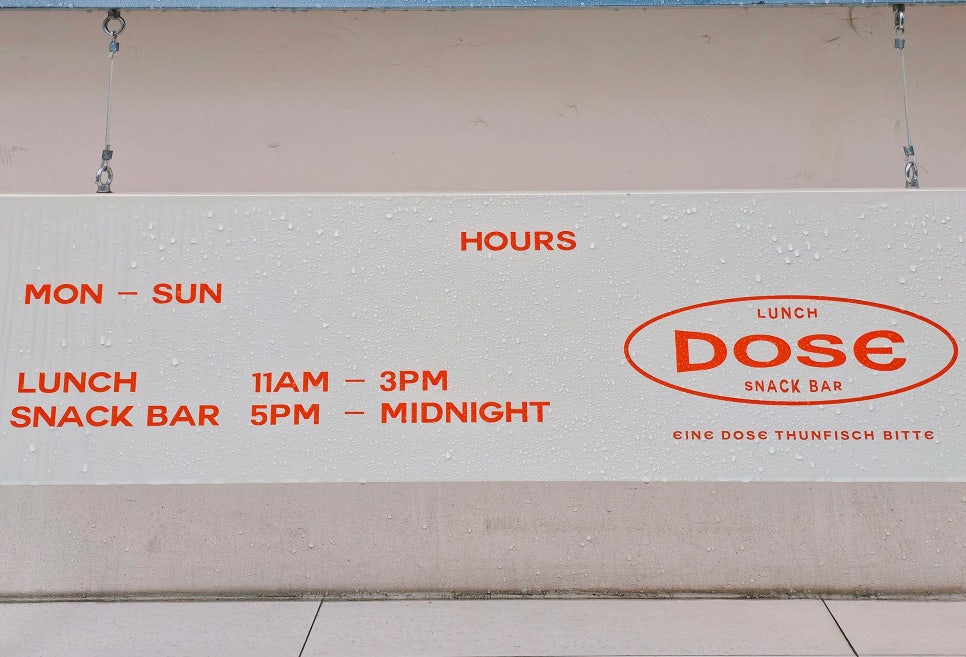 HOURS
MON – SUN
LUNCH 11AM – 3PM
SNACK BAR 5PM – MIDNIGHT
LUNCH
DOSE
SNACK BAR
EINE DOSE THUNFISCH BITTE